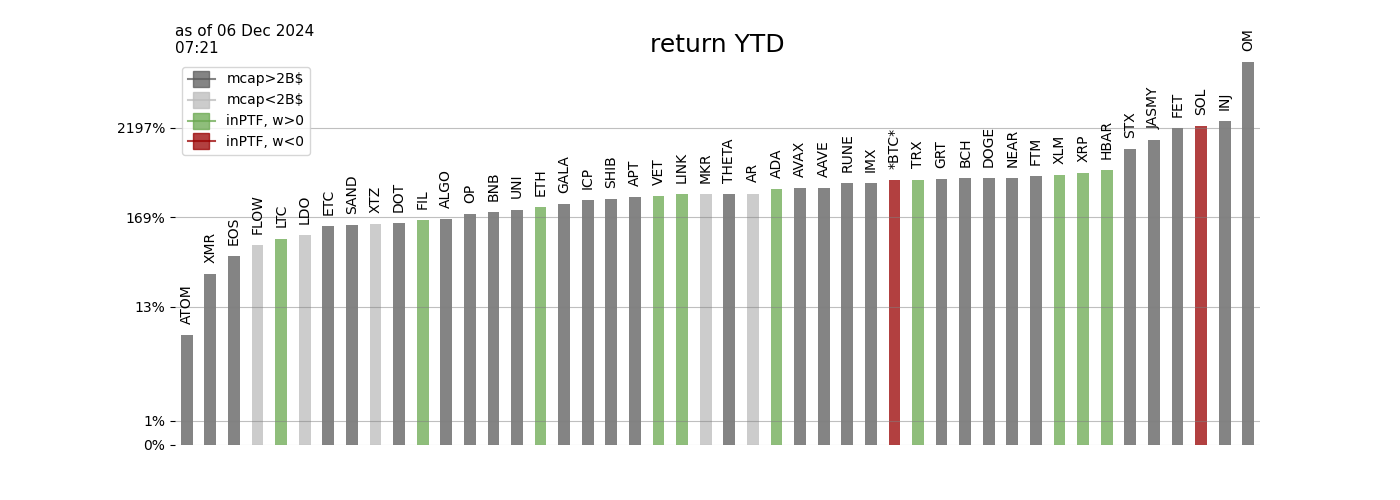 as of 06 Dec 2024
07:21
return YTD
mcap>2B$
mcap<2B$
inPTF, w>0
inPTF, w<0
2197%
169%
13%
1%
0%
ATOM
XMR
EOS
FLOW
LTC
LDO
ETC
SAND
XTZ
DOT
FIL
ALGO
OP
BNB
UNI
ETH
GALA
ICP
SHIB
APT
VET
LINK
MKR
THETA
AR
ADA
AVAX
AAVE
RUNE
IMX
*BTC*
TRX
GRT
BCH
DOGE
NEAR
FTM
XLM
XRP
HBAR
STX
JASMY
FET
SOL
INJ
OM